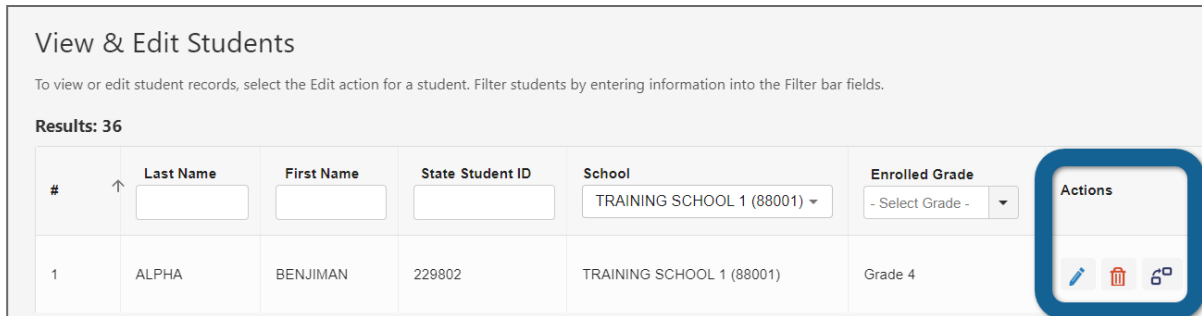 View & Edit Students
To view or edit student records, select the Edit action for a student. Filter students by entering information into the Filter bar fields.
Results: 36
# Last Name First Name State Student ID School Enrolled Grade Actions
TRAINING SCHOOL 1 (88001) - Select Grade -
1 ALPHA BENJIMAN 229802 TRAINING SCHOOL 1 (88001) Grade 4